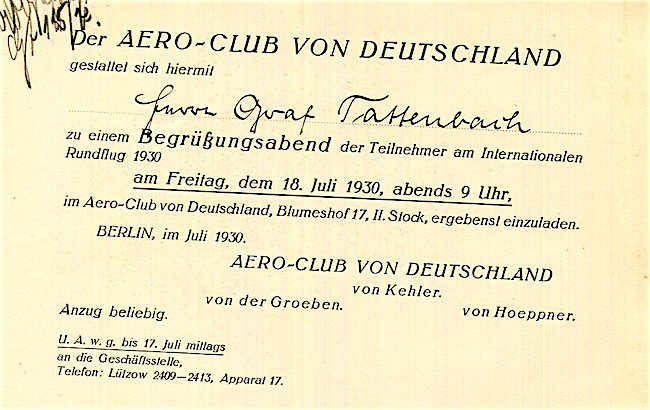 Der AERO-CLUB VON DEUTSCHLAND
gestattet sich hiermit
Herrn Graf Tattenbach
zu einem Begrüßungsabend der Teilnehmer am Internationalen
Rundflug 1930
am Freitag, dem 18. Juli 1930, abends 9 Uhr,
im Aero-Club von Deutschland, Blumeshof 17, II. Stock, ergebenst einzuladen.
BERLIN, im Juli 1930.
AERO-CLUB VON DEUTSCHLAND
von der Groeben. von Kehler. von Hoeppner.
Anzug beliebig.
U. A. w. g. bis 17. Juli mittags
an die Geschäftsstelle,
Telefon: Lützow 2409—2413, Apparat 17.